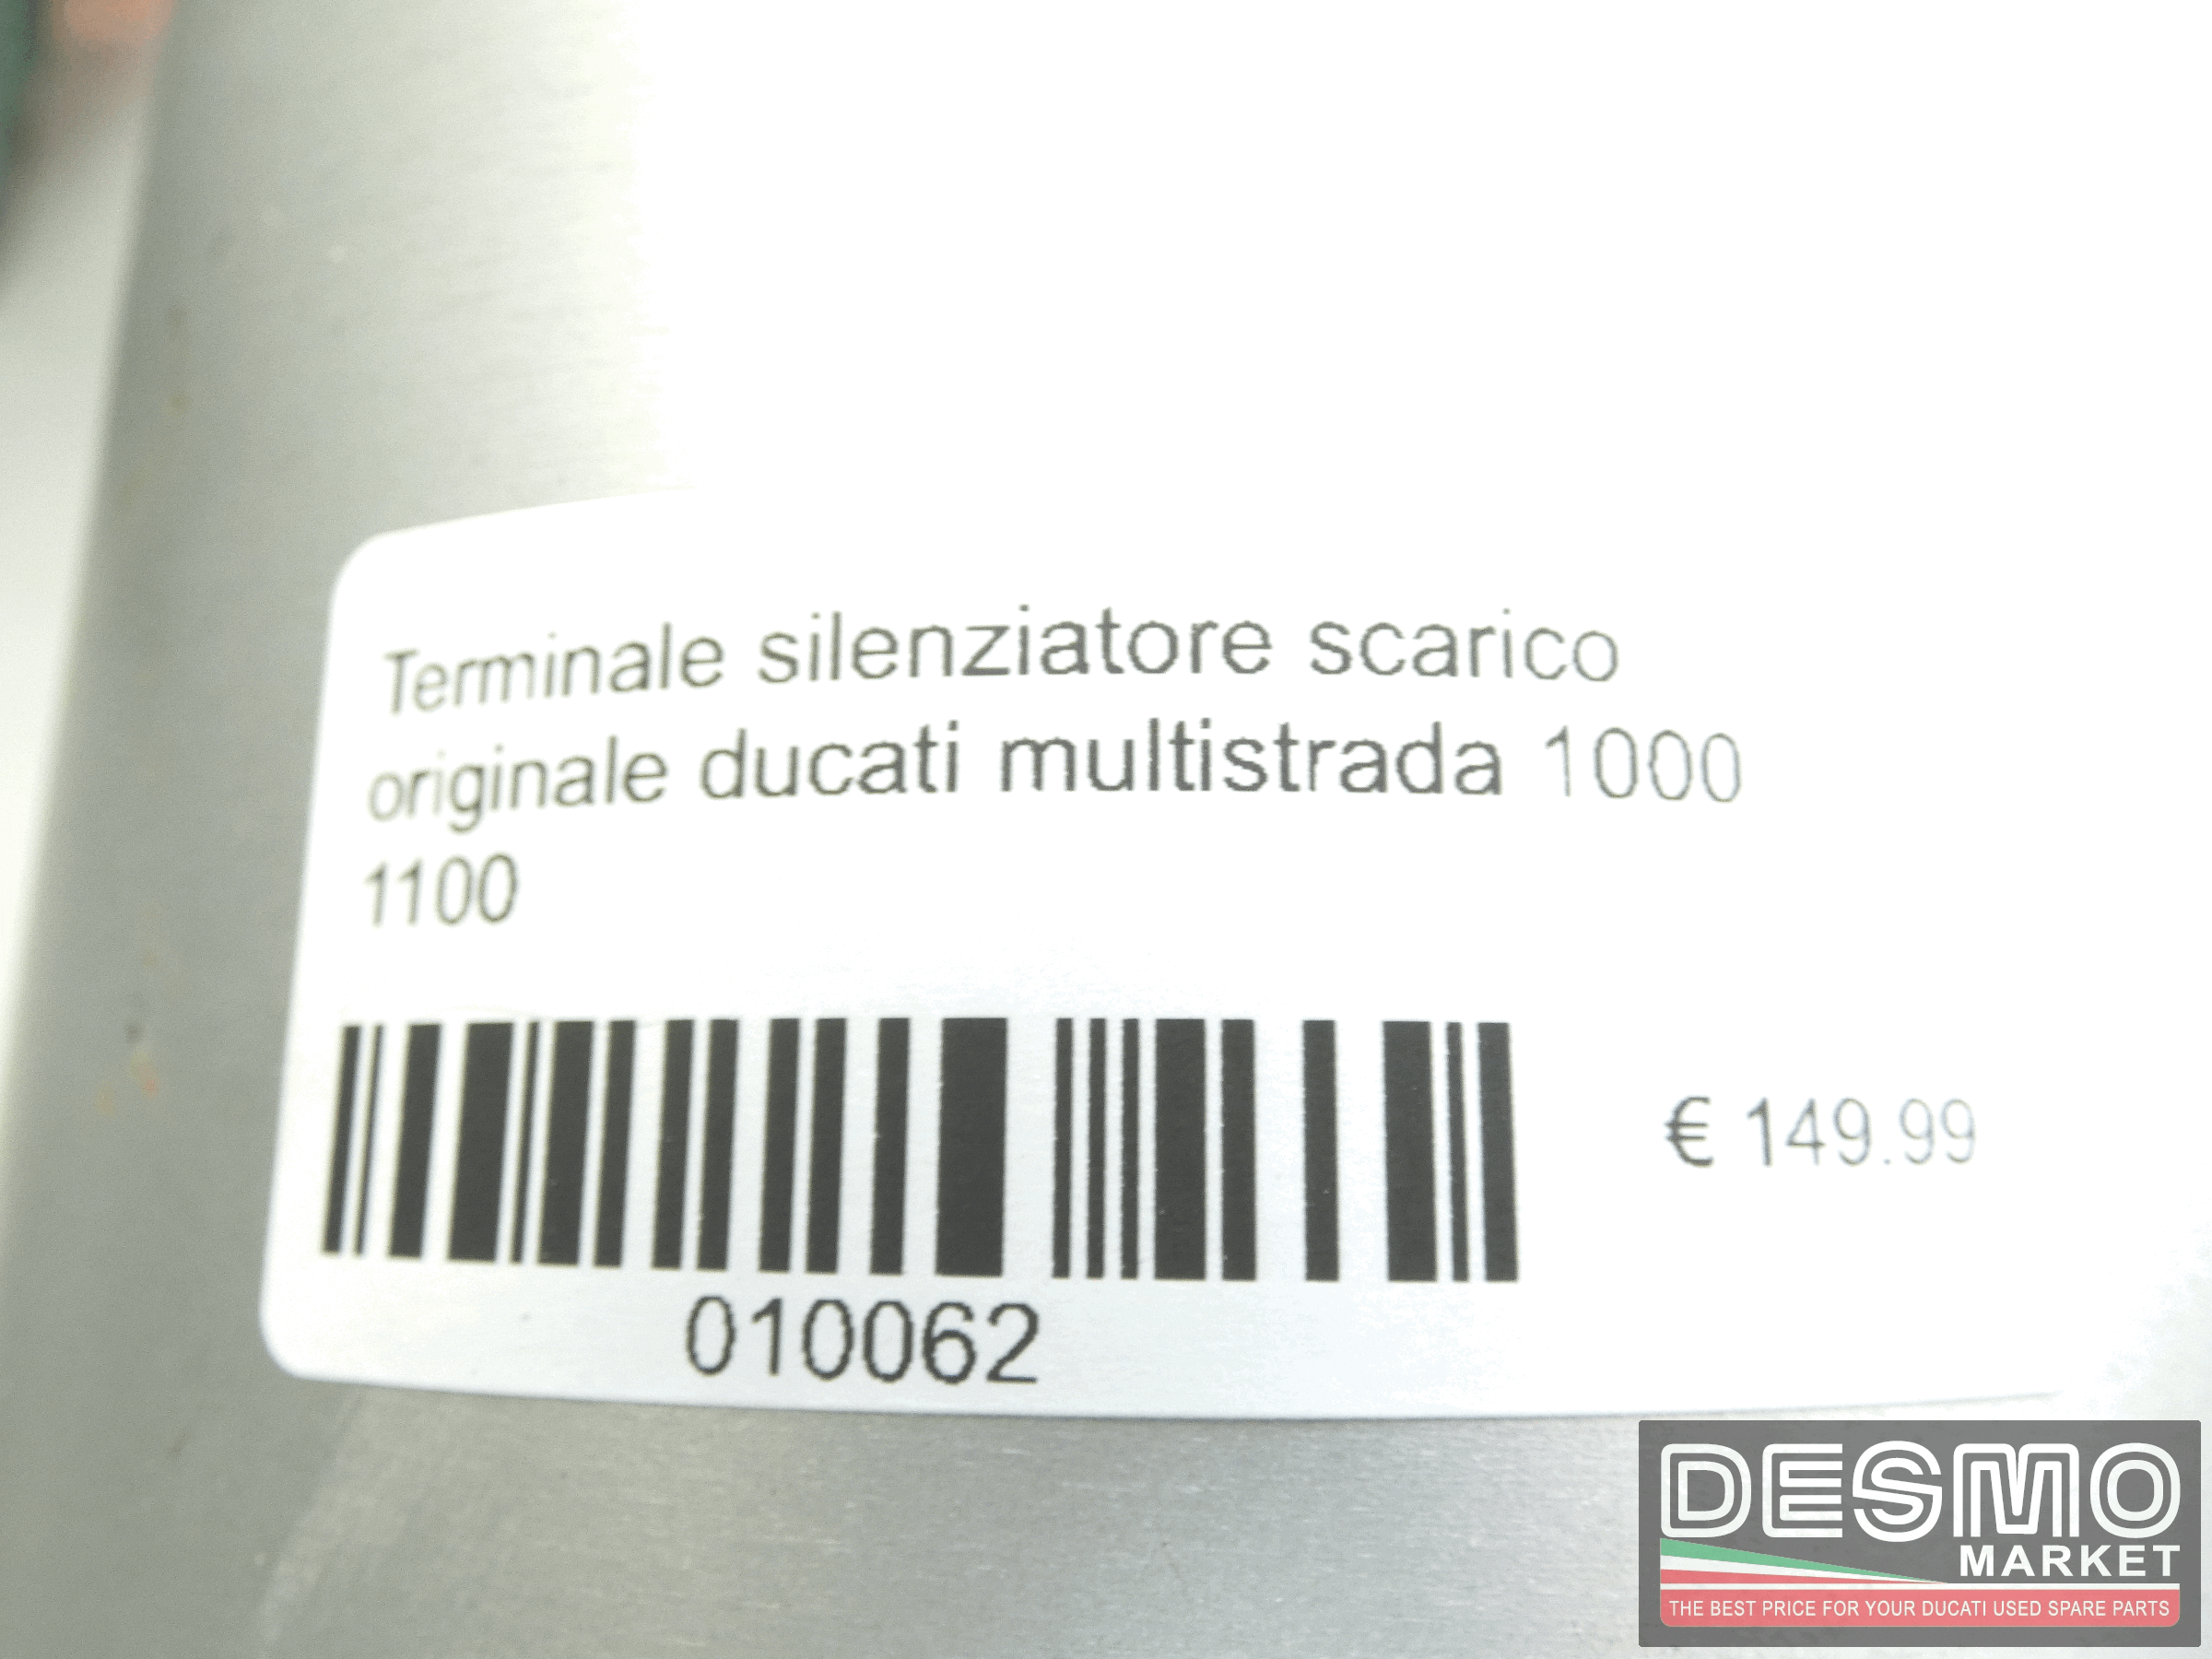 Terminale silenziatore scarico
originale ducati multistrada 1000
1100
€ 149.99
010062
DESMO
MARKET
THE BEST PRICE FOR YOUR DUCATI USED SPARE PARTS